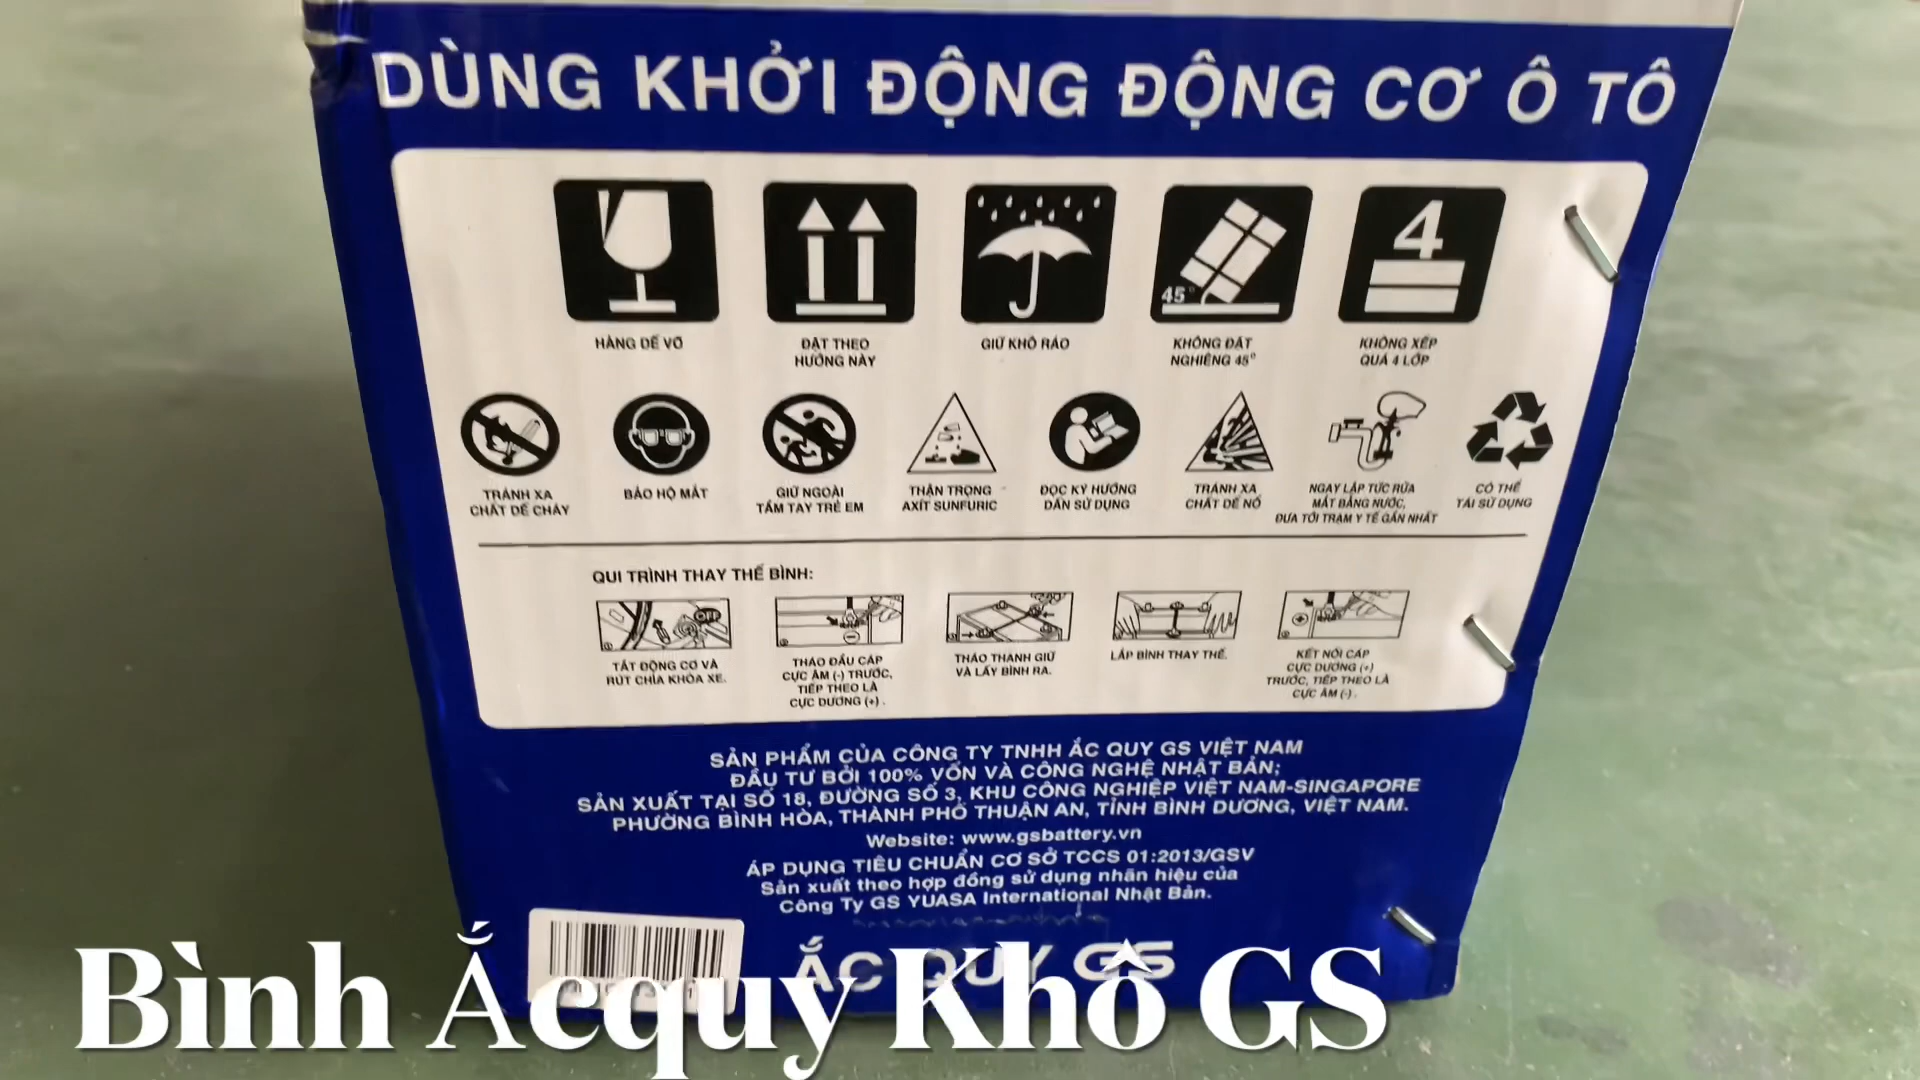 DÙNG KHỞI ĐỘNG ĐỘNG CƠ Ô TÔ
4
45°
HÀNG DỄ VỠ
ĐẶT THEO
HƯỚNG NÀY
GIỮ KHÔ RÁO
KHÔNG ĐẶT
NGHIÊNG 45°
KHÔNG XẾP
QUÁ 4 LỚP
TRÁNH XA
CHẤT DỄ CHÁY
BẢO HỘ MẮT
GIỮ NGOÀI
TẦM TAY TRẺ EM
THẬN TRỌNG
AXÍT SUNFURIC
ĐỌC KỸ HƯỚNG
DẪN SỬ DỤNG
TRÁNH XA
CHẤT DỄ NỔ
NGAY LẬP TỨC RỬA
MẮT BẰNG NƯỚC,
ĐƯA TỚI TRẠM Y TẾ GẦN NHẤT
CÓ THỂ
TÁI SỬ DỤNG
QUI TRÌNH THAY THẾ BÌNH:
OFF
TẮT ĐỘNG CƠ VÀ
RÚT CHÌA KHÓA XE.
THÁO ĐẦU CÁP
CỰC ÂM (-) TRƯỚC,
TIẾP THEO LÀ
CỰC DƯƠNG (+).
THÁO THANH GIỮ
VÀ LẤY BÌNH RA.
LẮP BÌNH THAY THẾ.
KẾT NỐI CÁP
CỰC DƯƠNG (+)
TRƯỚC, TIẾP THEO LÀ
CỰC ÂM (-).
SẢN PHẨM CỦA CÔNG TY TNHH ẮC QUY GS VIỆT NAM
ĐẦU TƯ BỞI 100% VỐN VÀ CÔNG NGHỆ NHẬT BẢN;
SẢN XUẤT TẠI SỐ 18, ĐƯỜNG SỐ 3, KHU CÔNG NGHIỆP VIỆT NAM-SINGAPORE
PHƯỜNG BÌNH HÒA, THÀNH PHỐ THUẬN AN, TỈNH BÌNH DƯƠNG, VIỆT NAM.
Website: www.gsbattery.vn
ÁP DỤNG TIÊU CHUẨN CƠ SỞ TCCS 01:2013/GSV
Sản xuất theo hợp đồng sử dụng nhãn hiệu của
Công Ty GS YUASA International Nhật Bản.
ẮC QUY GS
Bình Ắcquy Khô GS